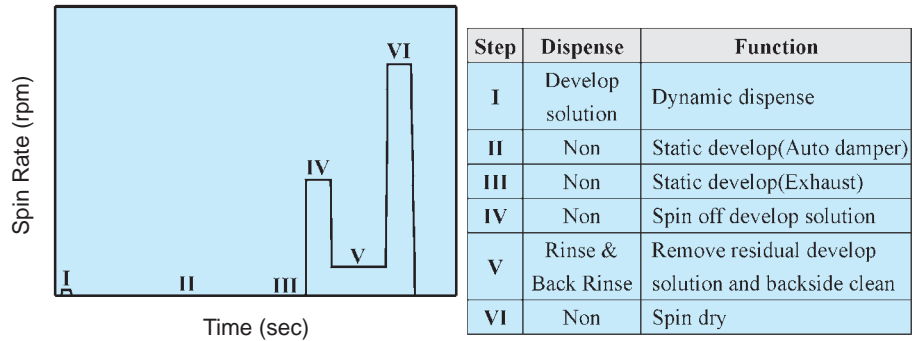 Spin Rate (rpm)
I
II
III
IV
V
VI
Time (sec)
Step Dispense Function
I Develop solution Dynamic dispense
II Non Static develop(Auto damper)
III Non Static develop(Exhaust)
IV Non Spin off develop solution
V Rinse & Back Rinse Remove residual develop solution and backside clean
VI Non Spin dry